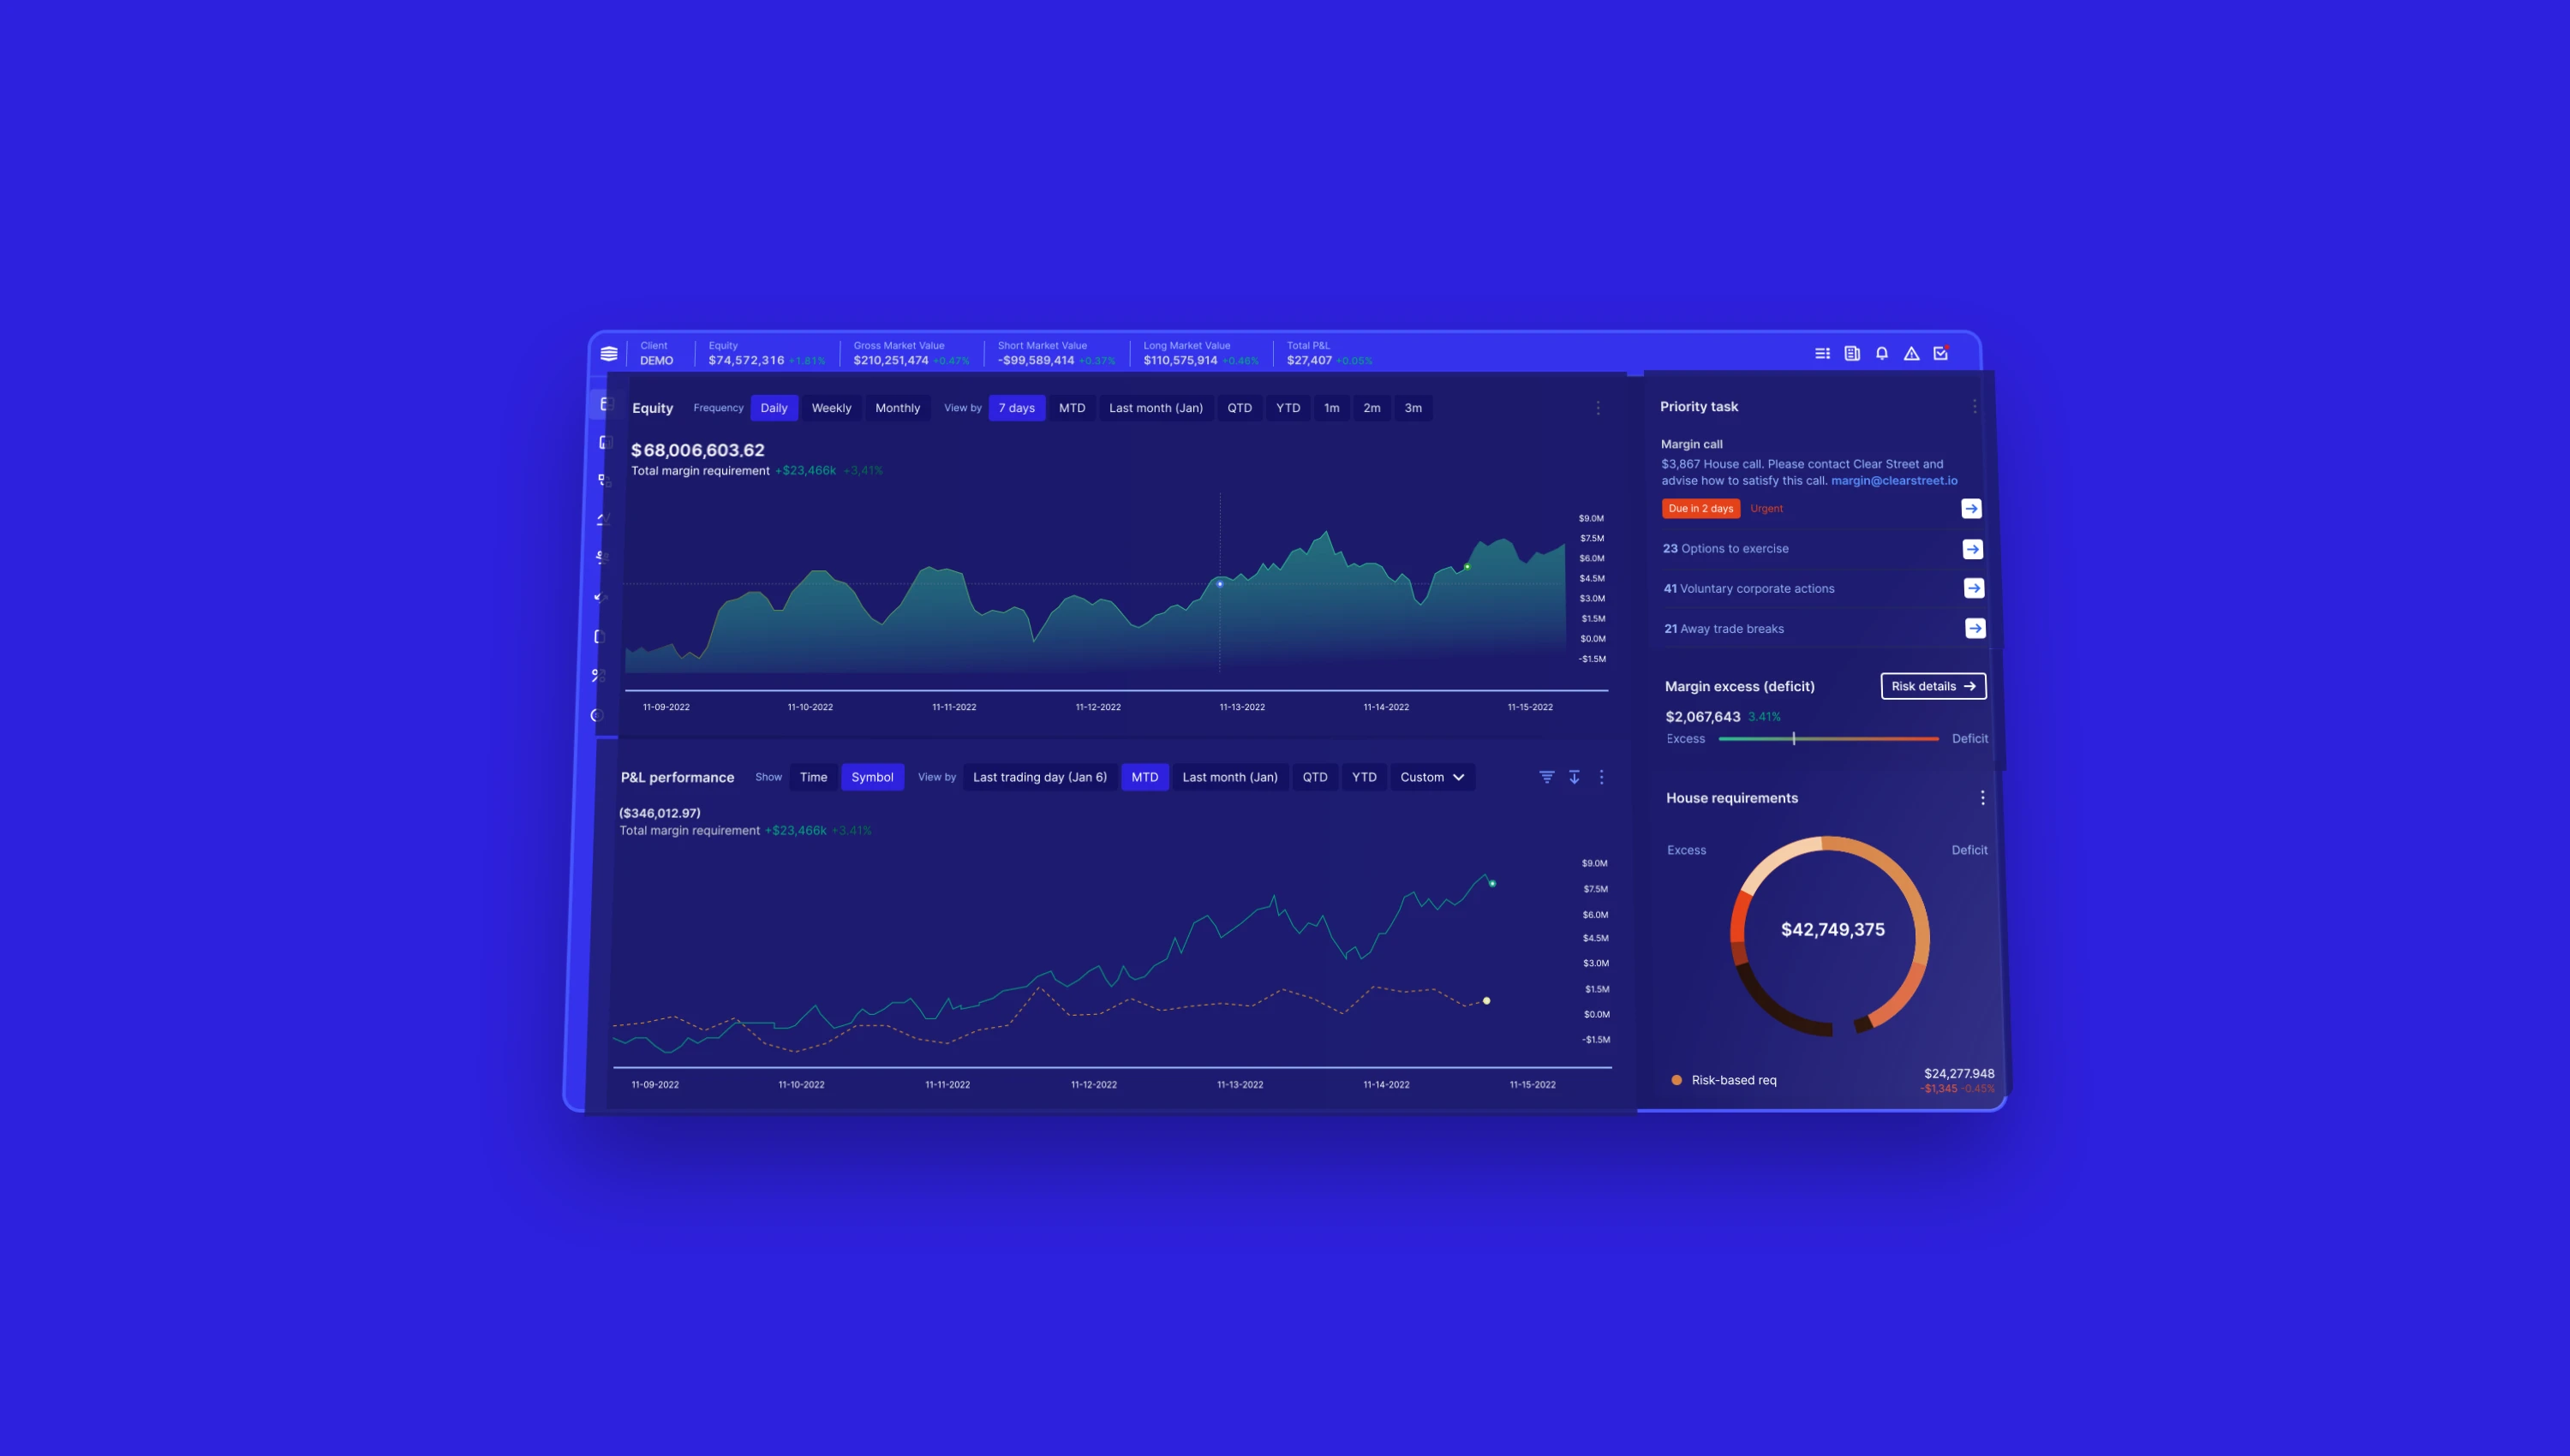 Client
DEMO
Equity
$74,572,316 +1.81%
Gross Market Value
$210,251,474 +0.47%
Short Market Value
-$99,589,414 +0.37%
Long Market Value
$110,575,914 +0.46%
Total P&L
$27,407 +0.05%
Equity Frequency Daily Weekly Monthly View by 7 days MTD Last month (Jan) QTD YTD 1m 2m 3m
$68,006,603.62
Total margin requirement +$23,466k +3,41%
$9.0M
$7.5M
$6.0M
$4.5M
$3.0M
$1.5M
$0.0M
-$1.5M
11-09-2022 11-10-2022 11-11-2022 11-12-2022 11-13-2022 11-14-2022 11-15-2022
P&L performance Show Time Symbol View by Last trading day (Jan 6) MTD Last month (Jan) QTD YTD Custom
($346,012.97)
Total margin requirement +$23,466k +3.41%
$9.0M
$7.5M
$6.0M
$4.5M
$3.0M
$1.5M
$0.0M
-$1.5M
11-09-2022 11-10-2022 11-11-2022 11-12-2022 11-13-2022 11-14-2022 11-15-2022
Priority task
Margin call
$3,867 House call. Please contact Clear Street and
advise how to satisfy this call. margin@clearstreet.io
Due in 2 days Urgent
23 Options to exercise
41 Voluntary corporate actions
21 Away trade breaks
Margin excess (deficit) Risk details
$2,067,643 3.41%
Excess Deficit
House requirements
Excess Deficit
$42,749,375
Risk-based req $24,277.948
-$1,345 -0.45%